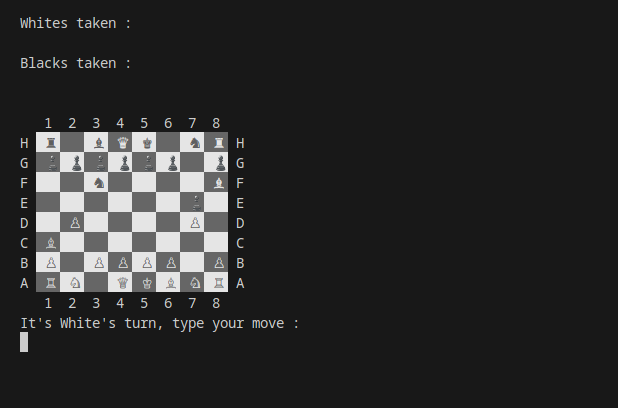 Whites taken :
Blacks taken :
1 2 3 4 5 6 7 8
H ♜ ♝ ♛ ♚ ♞ ♜ H
G ♟ ♟ ♟ ♟ ♟ ♟ ♟ G
F ♞ ♝ F
E ♟ E
D ♙ ♙ D
C ♗ C
B ♙ ♙ ♙ ♙ ♙ ♙ B
A ♖ ♘ ♕ ♔ ♗ ♘ ♖ A
1 2 3 4 5 6 7 8
It's White's turn, type your move :